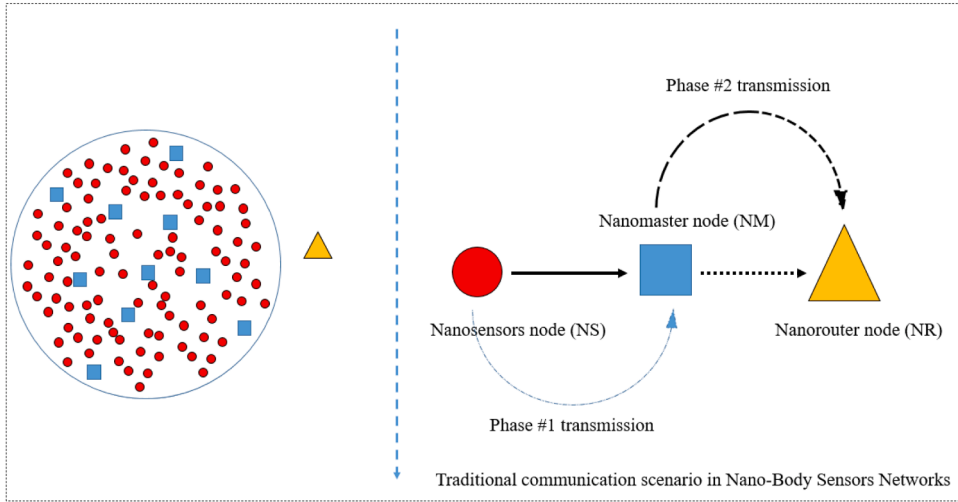 Phase #2 transmission
Nanomaster node (NM)
Nanosensors node (NS)
Nanorouter node (NR)
Phase #1 transmission
Traditional communication scenario in Nano-Body Sensors Networks